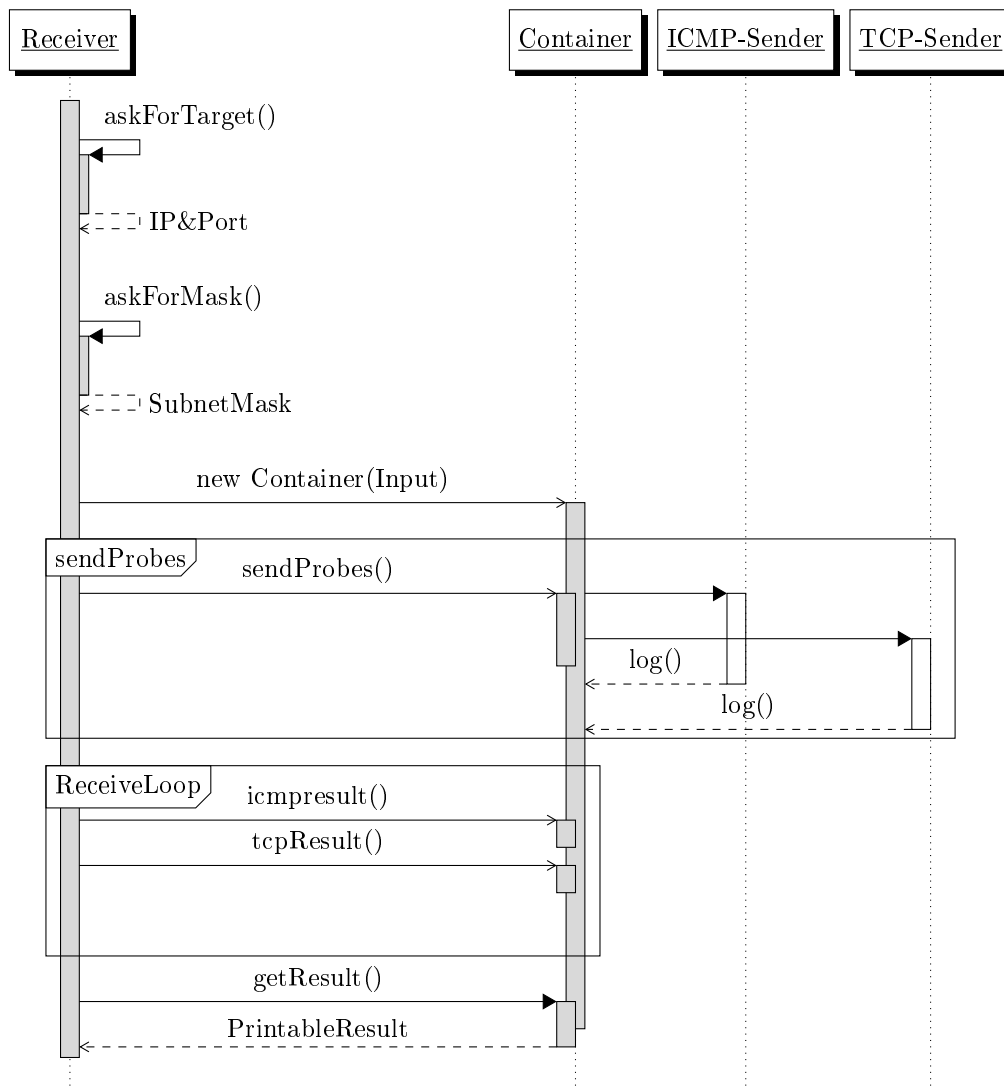 Receiver
Container
ICMP-Sender
TCP-Sender
askForTarget()
IP&Port
askForMask()
SubnetMask
new Container(Input)
sendProbes
sendProbes()
log()
log()
ReceiveLoop
icmpresult()
tcpResult()
getResult()
PrintableResult